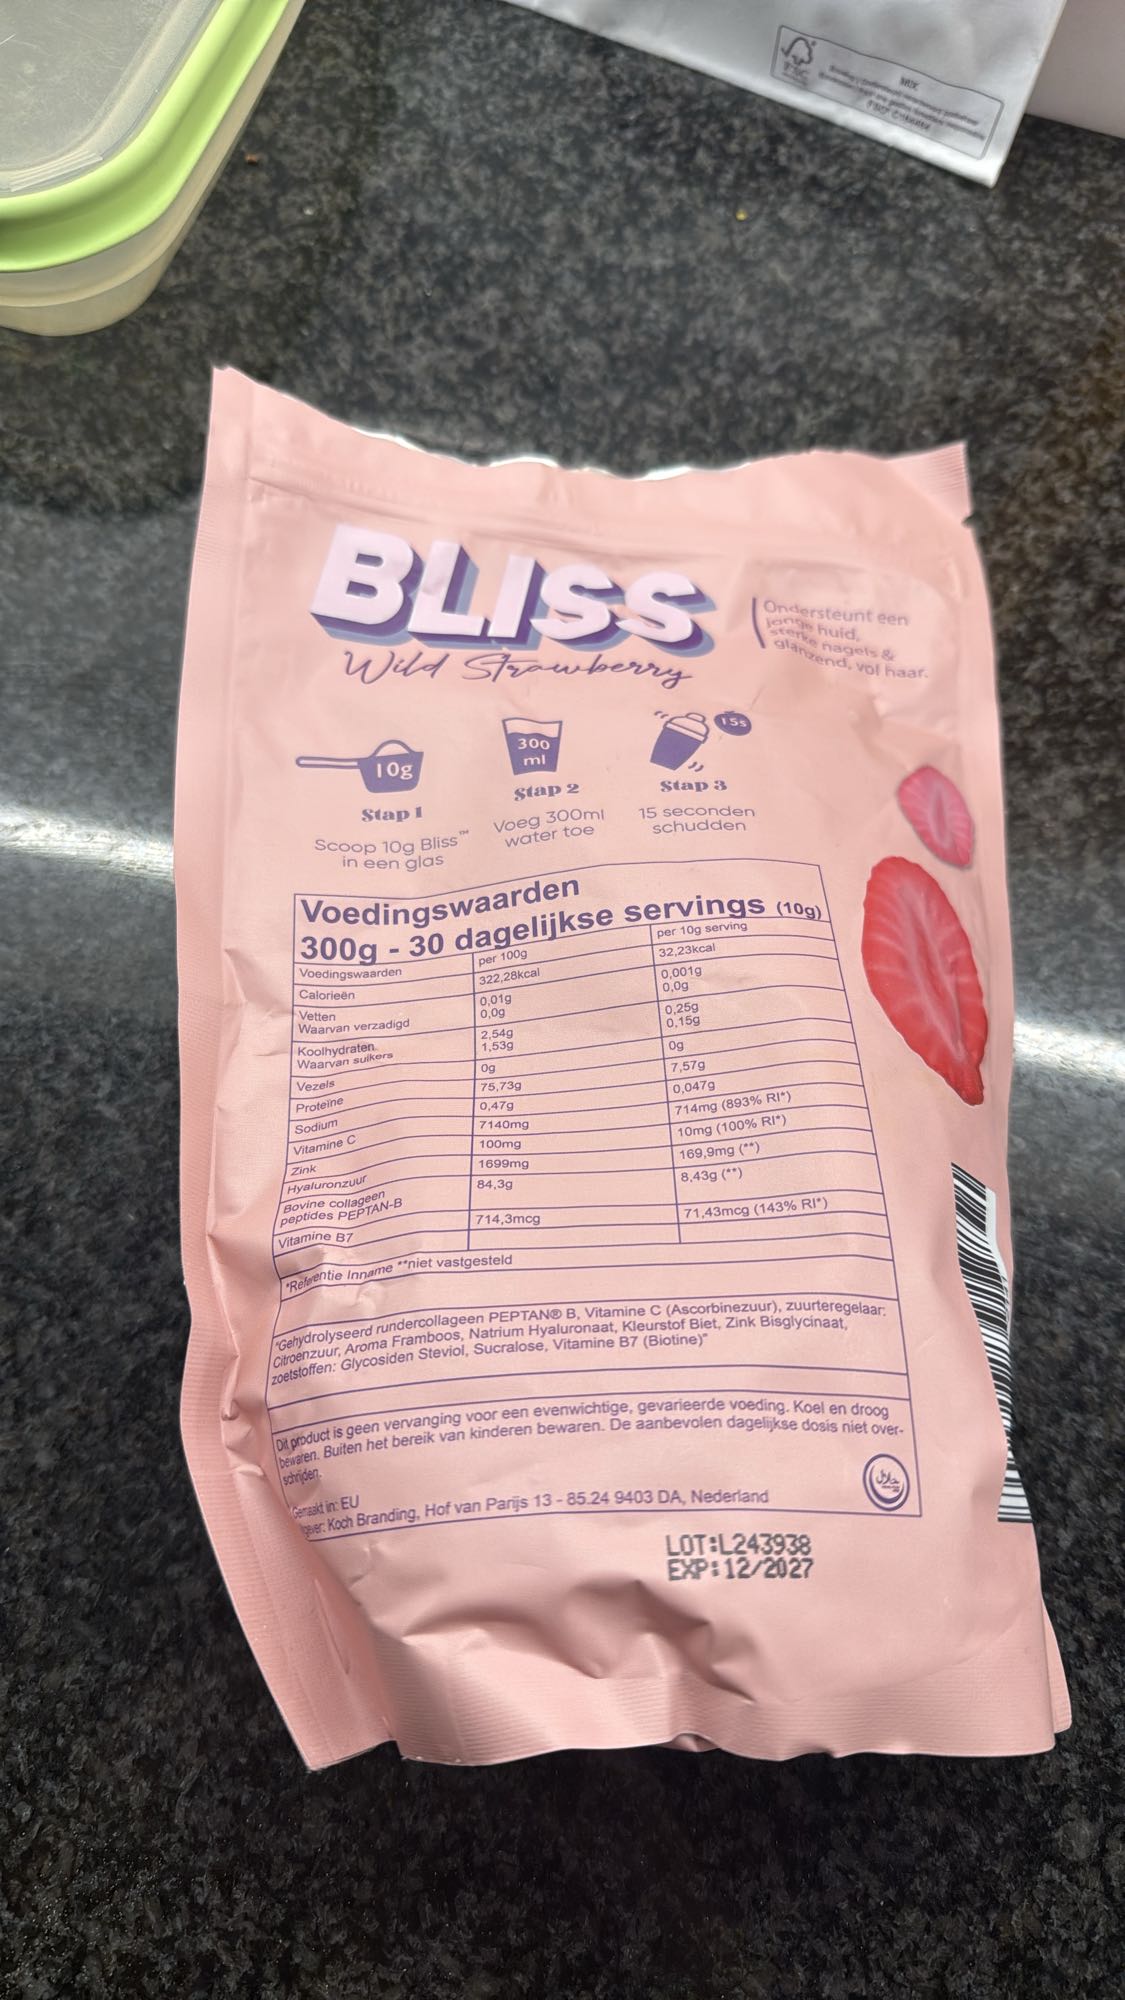 FSC
MIX
BLISS
Wild Strawberry
Ondersteunt een
jonge huid,
sterke nagels &
glanzend, vol haar.
10g
Stap 1
Scoop 10g Bliss™
in een glas
300
ml
Stap 2
Voeg 300ml
water toe
15s
Stap 3
15 seconden
schudden
Voedingswaarden
300g - 30 dagelijkse servings (10g)
Voedingswaarden per 100g per 10g serving
Calorieën 322,28kcal 32,23kcal
Vetten 0,01g 0,001g
Waarvan verzadigd 0,0g 0,0g
Koolhydraten 2,54g 0,25g
Waarvan suikers 1,53g 0,15g
Vezels 0g 0g
Proteïne 75,73g 7,57g
Sodium 0,47g 0,047g
Vitamine C 7140mg 714mg (893% RI*)
Zink 100mg 10mg (100% RI*)
Hyaluronzuur 1699mg 169,9mg (**)
Bovine collageen
peptides PEPTAN-B 84,3g 8,43g (**)
Vitamine B7 714,3mcg 71,43mcg (143% RI*)
*Referentie Inname **niet vastgesteld
"Gehydrolyseerd rundercollageen PEPTAN® B, Vitamine C (Ascorbinezuur), zuurteregelaar:
Citroenzuur, Aroma Framboos, Natrium Hyaluronaat, Kleurstof Biet, Zink Bisglycinaat,
zoetstoffen: Glycosiden Steviol, Sucralose, Vitamine B7 (Biotine)"
Dit product is geen vervanging voor een evenwichtige, gevarieerde voeding. Koel en droog
bewaren. Buiten het bereik van kinderen bewaren. De aanbevolen dagelijkse dosis niet over-
schrijden.
Gemaakt in: EU
Koch Branding, Hof van Parijs 13 - 85.24 9403 DA, Nederland
حلال
LOT:L243938
EXP:12/2027